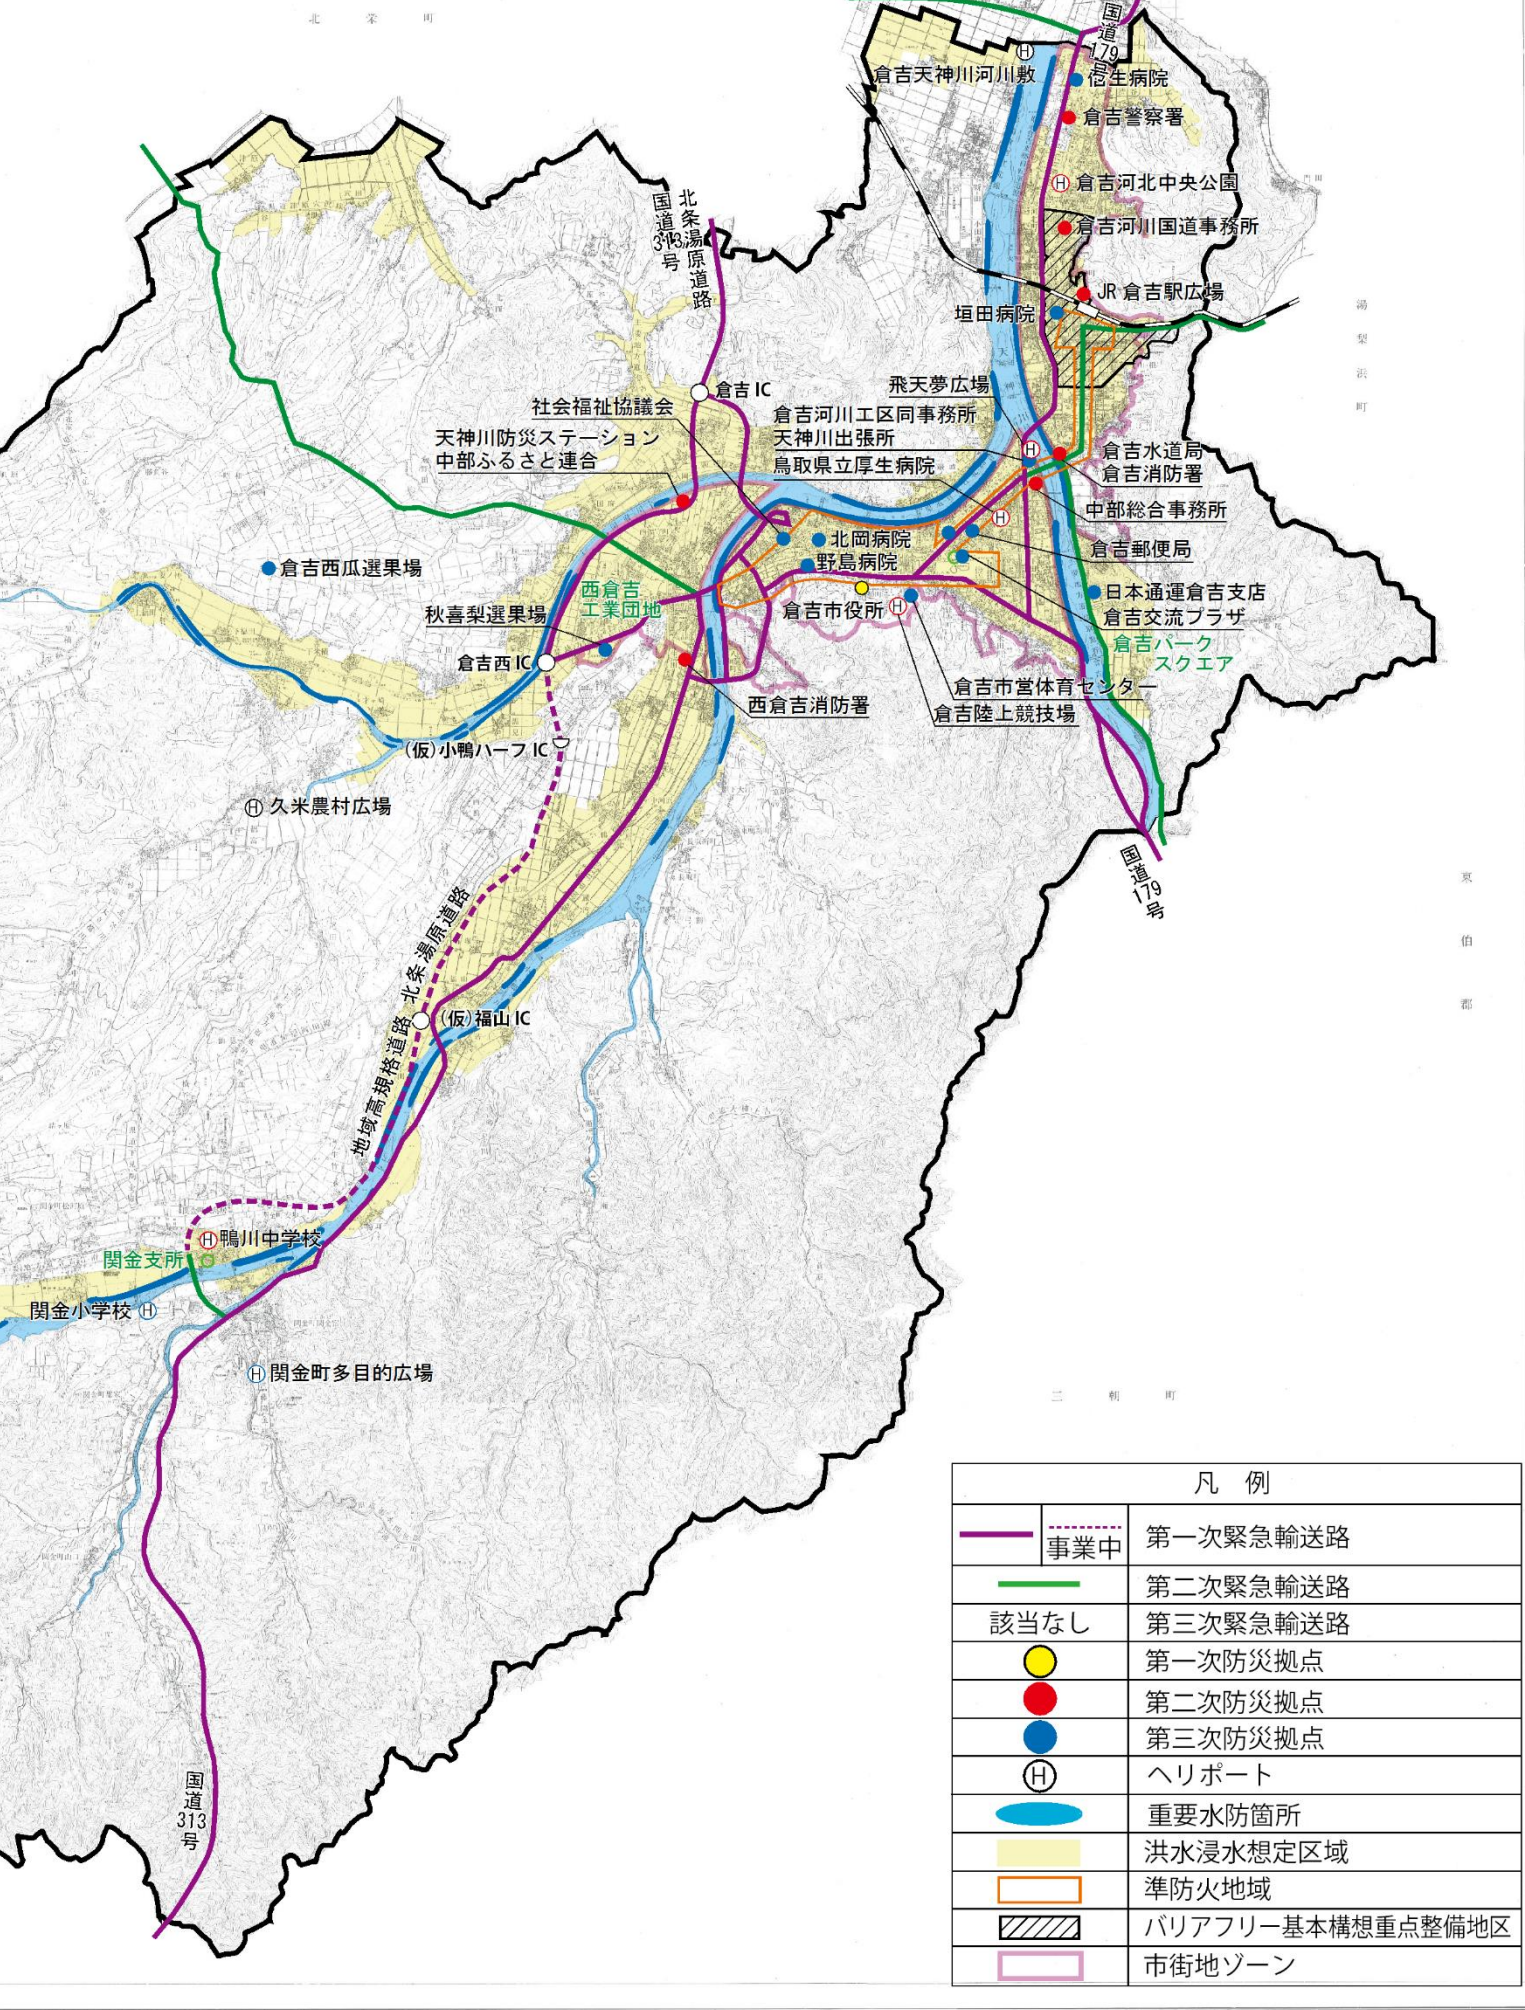 北 栄 町
国道179号
倉吉天神川河川敷
信生病院
倉吉警察署
倉吉河北中央公園
倉吉河川国道事務所
国道313号
北条湯原道路
JR 倉吉駅広場
垣田病院
湯梨浜町
倉吉 IC
飛天夢広場
社会福祉協議会
倉吉河川工区同事務所
天神川出張所
天神川防災ステーション
中部ふるさと連合
鳥取県立厚生病院
倉吉水道局
倉吉消防署
中部総合事務所
北岡病院
倉吉郵便局
野島病院
倉吉西瓜選果場
西倉吉
工業団地
日本通運倉吉支店
秋喜梨選果場
倉吉市役所
倉吉交流プラザ
倉吉パーク
スクエア
倉吉西 IC
倉吉市営体育センター
西倉吉消防署
倉吉陸上競技場
(仮)小鴨ハーフ IC
久米農村広場
国道179号
東伯郡
地域高規格道路 北条湯原道路
(仮)福山 IC
鴨川中学校
関金支所
関金小学校
関金町多目的広場
三 朝 町
国道313号
凡 例
事業中 第一次緊急輸送路
第二次緊急輸送路
該当なし 第三次緊急輸送路
第一次防災拠点
第二次防災拠点
第三次防災拠点
H ヘリポート
重要水防箇所
洪水浸水想定区域
準防火地域
バリアフリー基本構想重点整備地区
市街地ゾーン